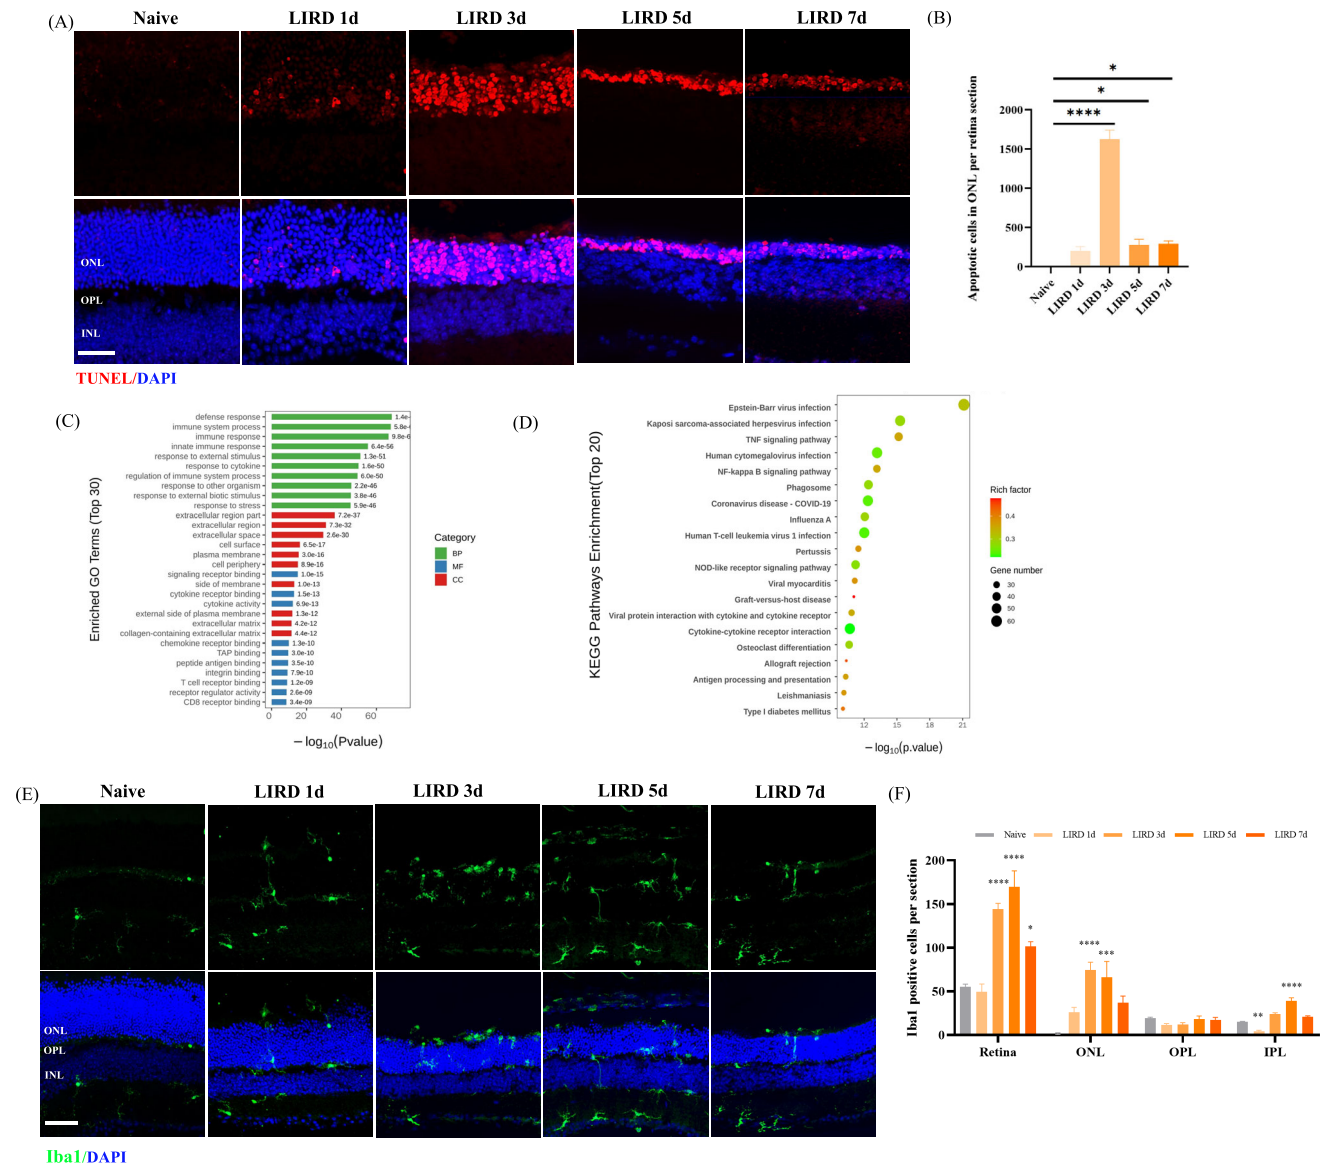 (A)
Naive
LIRD 1d
LIRD 3d
LIRD 5d
LIRD 7d
ONL
OPL
INL
TUNEL/DAPI
(B)
Apoptotic cells in ONL per retina section
*
*
****
2000
1500
1000
500
0
Naive
LIRD 1d
LIRD 3d
LIRD 5d
LIRD 7d
(C)
Enriched GO Terms (Top 30)
defense response 1.4e-
immune system process 5.8e-
immune response 9.8e-6
innate immune response 6.4e-56
response to external stimulus 1.3e-51
response to cytokine 1.6e-50
regulation of immune system process 6.0e-50
response to other organism 2.2e-46
response to external biotic stimulus 3.8e-46
response to stress 5.9e-46
extracellular region part 7.2e-37
extracellular region 7.3e-32
extracellular space 2.6e-30
cell surface 6.5e-17
plasma membrane 3.0e-16
cell periphery 8.9e-16
signaling receptor binding 1.0e-15
side of membrane 1.0e-13
cytokine receptor binding 1.5e-13
cytokine activity 6.9e-13
external side of plasma membrane 1.3e-12
extracellular matrix 4.2e-12
collagen-containing extracellular matrix 4.4e-12
chemokine receptor binding 1.3e-10
TAP binding 3.0e-10
peptide antigen binding 3.5e-10
integrin binding 7.9e-10
T cell receptor binding 1.2e-09
receptor regulator activity 2.6e-09
CD8 receptor binding 3.4e-09
0 20 40 60
−log10(Pvalue)
Category
BP
MF
CC
(D)
KEGG Pathways Enrichment(Top 20)
Epstein-Barr virus infection
Kaposi sarcoma-associated herpesvirus infection
TNF signaling pathway
Human cytomegalovirus infection
NF-kappa B signaling pathway
Phagosome
Coronavirus disease - COVID-19
Influenza A
Human T-cell leukemia virus 1 infection
Pertussis
NOD-like receptor signaling pathway
Viral myocarditis
Graft-versus-host disease
Viral protein interaction with cytokine and cytokine receptor
Cytokine-cytokine receptor interaction
Osteoclast differentiation
Allograft rejection
Antigen processing and presentation
Leishmaniasis
Type I diabetes mellitus
12 15 18 21
−log10(p.value)
Rich factor
0.4
0.3
Gene number
30
40
50
60
(E)
Naive
LIRD 1d
LIRD 3d
LIRD 5d
LIRD 7d
ONL
OPL
INL
Iba1/DAPI
(F)
Naive
LIRD 1d
LIRD 3d
LIRD 5d
LIRD 7d
Iba1 positive cells per section
200
150
100
50
0
****
****
*
****
***
**
****
Retina
ONL
OPL
IPL